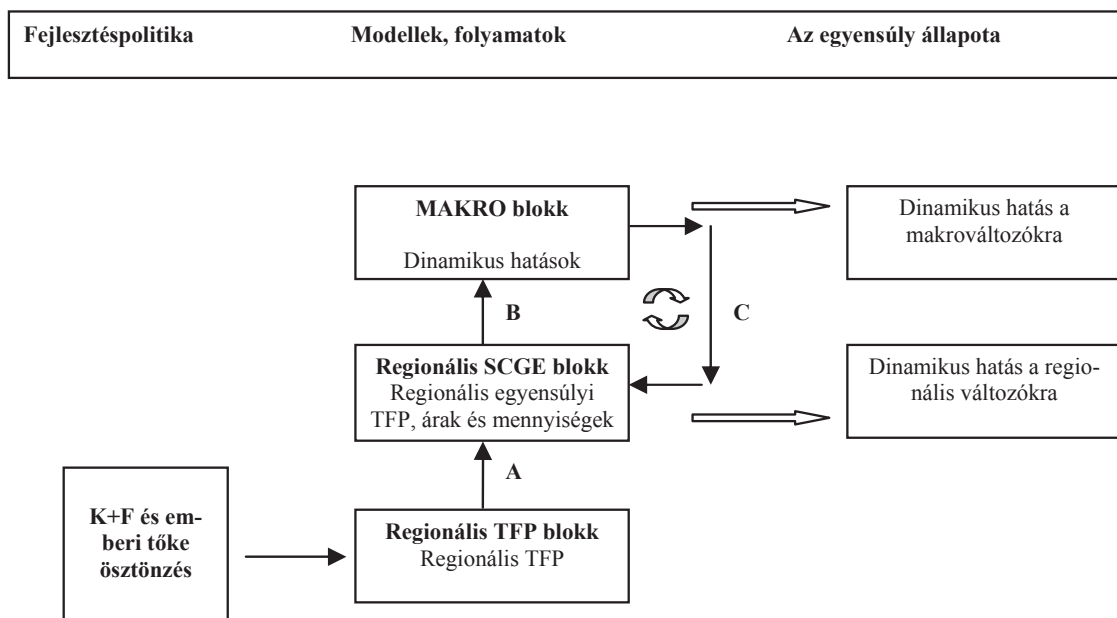 Fejlesztéspolitika Modellek, folyamatok Az egyensúly állapota
MAKRO blokk
Dinamikus hatások
Dinamikus hatás a
makrováltozókra
B
C
Regionális SCGE blokk
Regionális egyensúlyi
TFP, árak és mennyiségek
Dinamikus hatás a regio-
nális változókra
A
K+F és em-
beri tőke
ösztönzés
Regionális TFP blokk
Regionális TFP